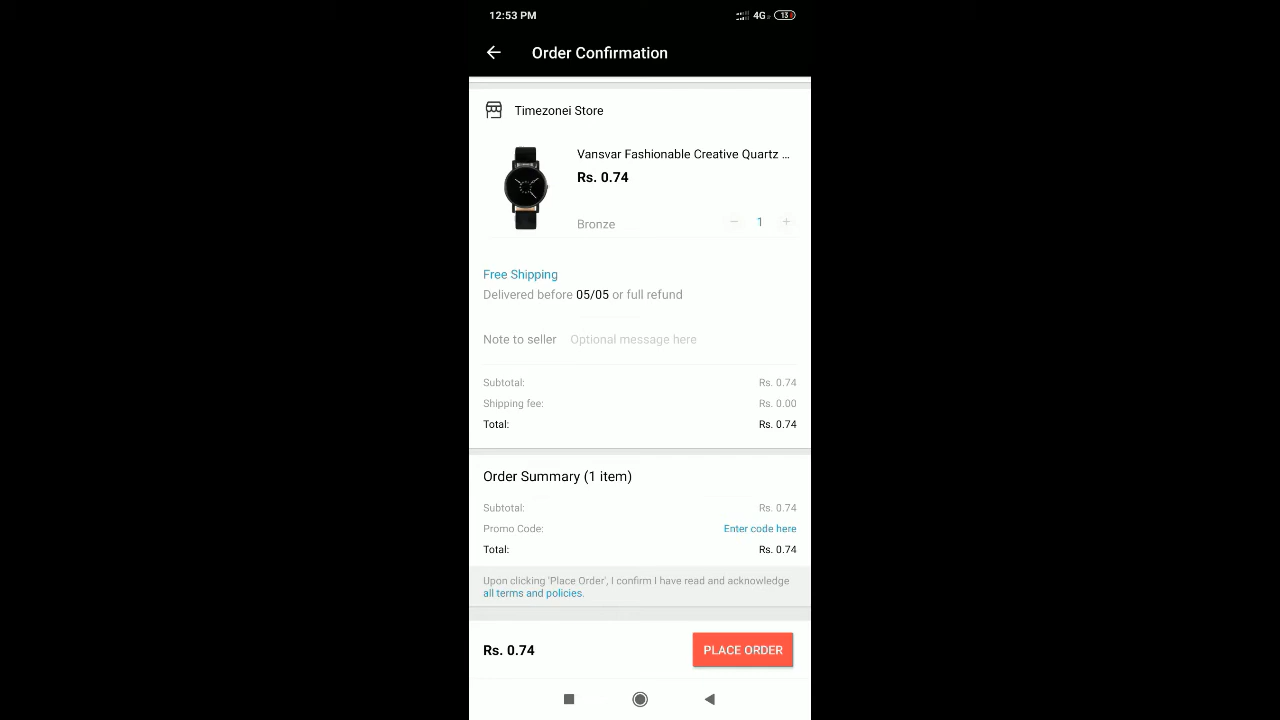 12:53 PM
4G
13
Order Confirmation
Timezonei Store
Vansvar Fashionable Creative Quartz ...
Rs. 0.74
Bronze
− 1 +
Free Shipping
Delivered before 05/05 or full refund
Note to seller Optional message here
Subtotal: Rs. 0.74
Shipping fee: Rs. 0.00
Total: Rs. 0.74
Order Summary (1 item)
Subtotal: Rs. 0.74
Promo Code: Enter code here
Total: Rs. 0.74
Upon clicking 'Place Order', I confirm I have read and acknowledge
all terms and policies.
Rs. 0.74 PLACE ORDER